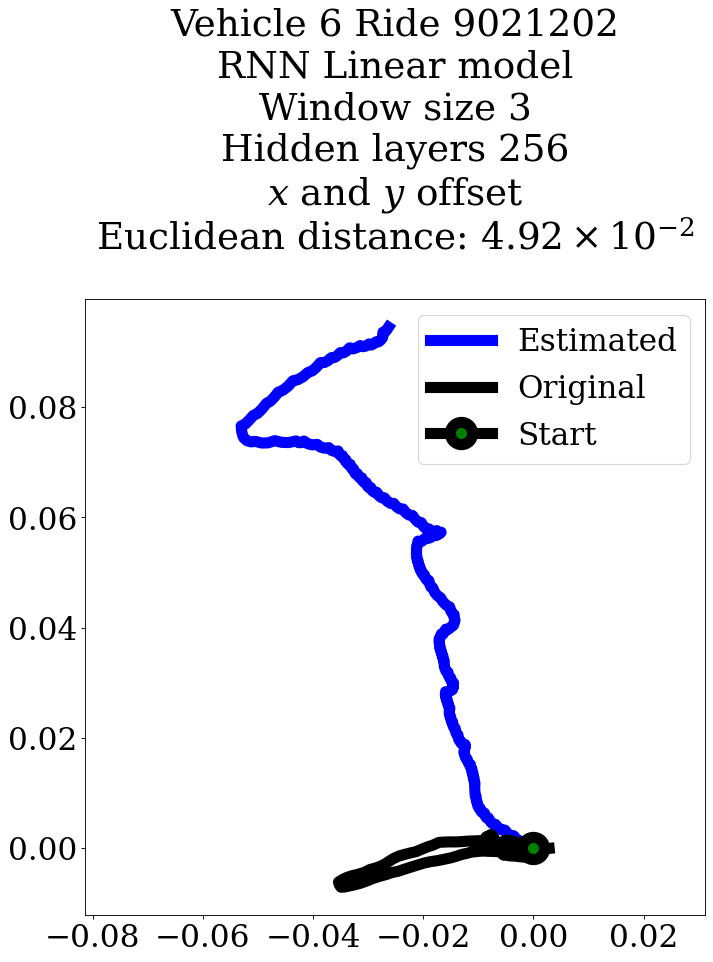 Vehicle 6 Ride 9021202
RNN Linear model
Window size 3
Hidden layers 256
x and y offset
Euclidean distance: 4.92 × 10⁻²
Estimated
Original
Start
0.08
0.06
0.04
0.02
0.00
−0.08 −0.06 −0.04 −0.02 0.00 0.02